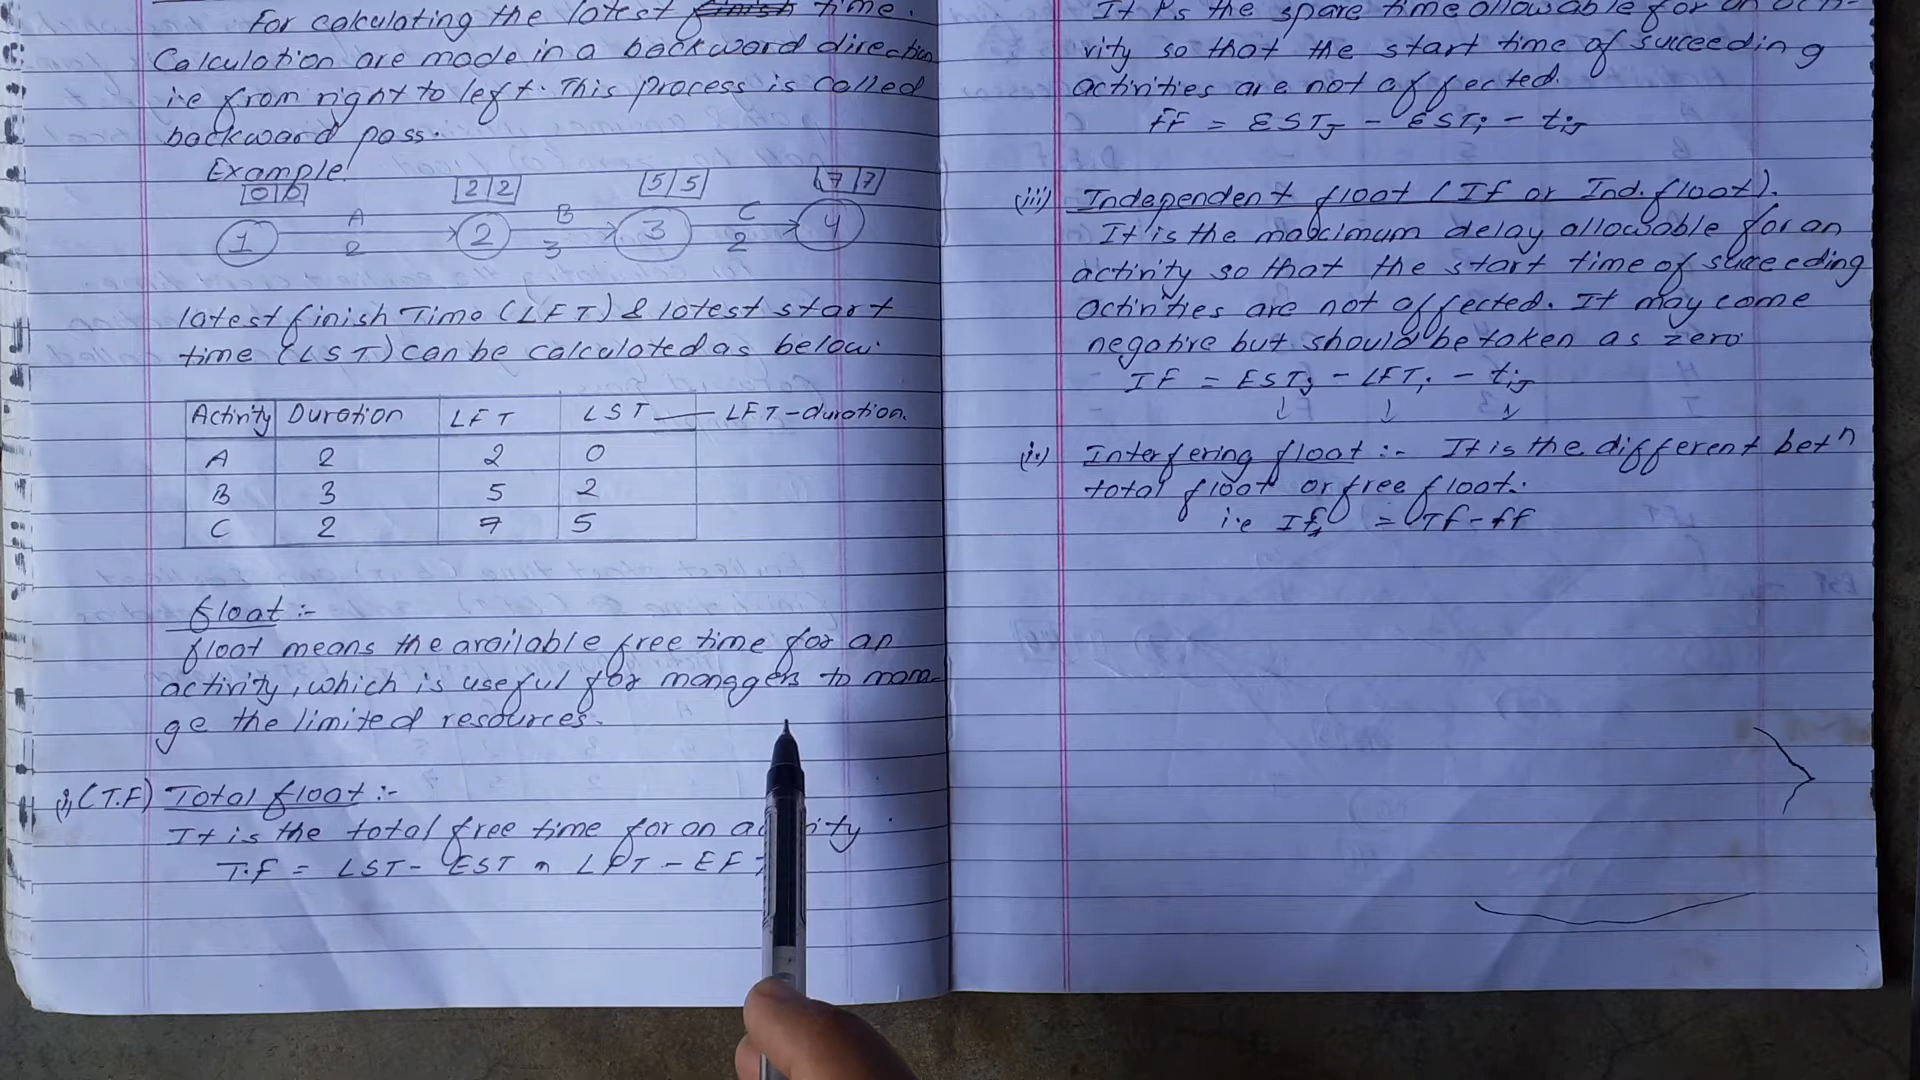 For calculating the latest finish time.
Calculation are made in a backward direction
i.e from right to left. This process is called
backward pass.
Example!
0 0 2 2 5 5 7 7
A B C
1 2 3 4
2 3 2
latest finish Time (LFT) & latest start
time (LST) can be calculated as below.
Activity Duration LFT LST LFT-duration.
A 2 2 0
B 3 5 2
C 2 7 5
float :-
float means the available free time for an
activity, which is useful for managers to mana-
ge the limited resources.
(i) (T.F) Total float :-
It is the total free time for an activity
T.F = LST - EST LFT - EF
It is the spare time allowable for an acti-
vity so that the start time of succeeding
activities are not affected.
FF = ESTj - ESTi - tij
(iii) Independent float (If or Ind. float).
It is the maximum delay allowable for an
activity so that the start time of succeeding
activities are not affected. It may come
negative but should be taken as zero
IF = ESTj - LFTi - tij
↓ ↓ ↓
Interfering float :- It is the different betn
total float or free float.
i.e If = Tf - ff